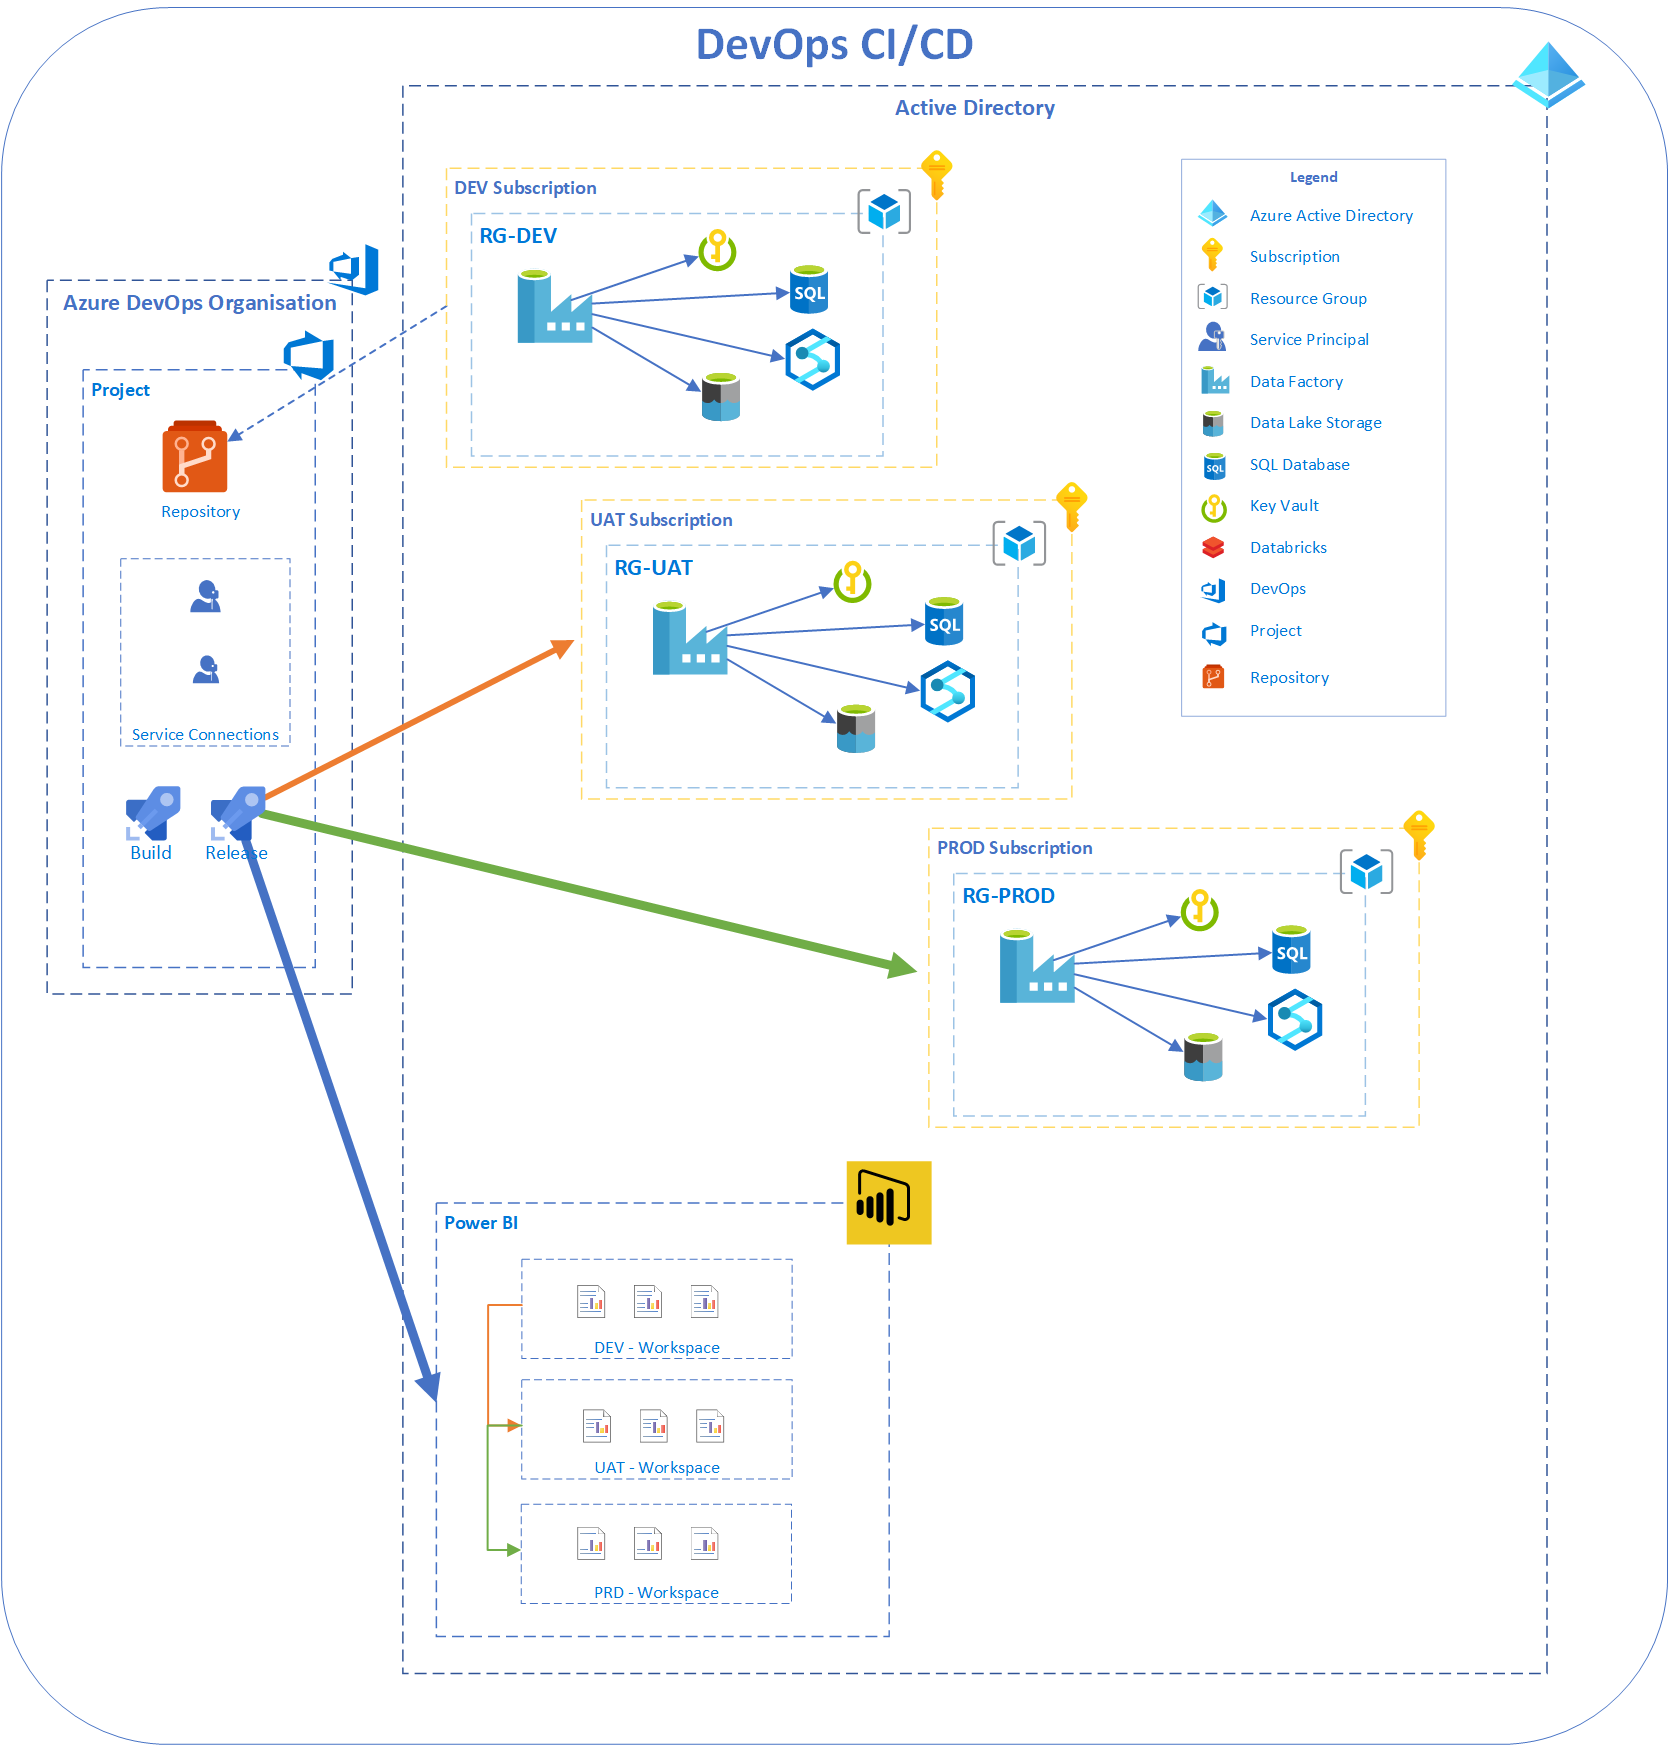 DevOps CI/CD
Active Directory
DEV Subscription
RG-DEV
SQL
Azure DevOps Organisation
Project
Repository
Service Connections
Build
Release
UAT Subscription
RG-UAT
SQL
PROD Subscription
RG-PROD
SQL
Legend
Azure Active Directory
Subscription
Resource Group
Service Principal
Data Factory
Data Lake Storage
SQL
SQL Database
Key Vault
Databricks
DevOps
Project
Repository
Power BI
DEV - Workspace
UAT - Workspace
PRD - Workspace